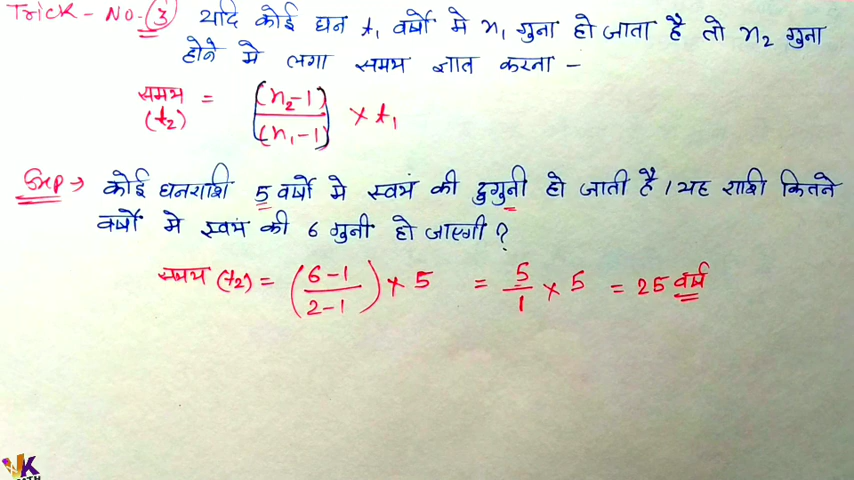 Trick - No. (3) यदि कोई धन t₁ वर्षो मे n₁ गुना हो जाता है तो n₂ गुना
होने मे लगा समय ज्ञात करना -
समय (t₂) = (n₂-1)/(n₁-1) × t₁
Exp → कोई धनराशि 5 वर्षो मे स्वयं की दुगुनी हो जाती है। यह राशि कितने
वर्षो मे स्वयं की 6 गुनी हो जाएगी ?
समय (t₂) = (6-1/2-1) × 5 = 5/1 × 5 = 25 वर्ष